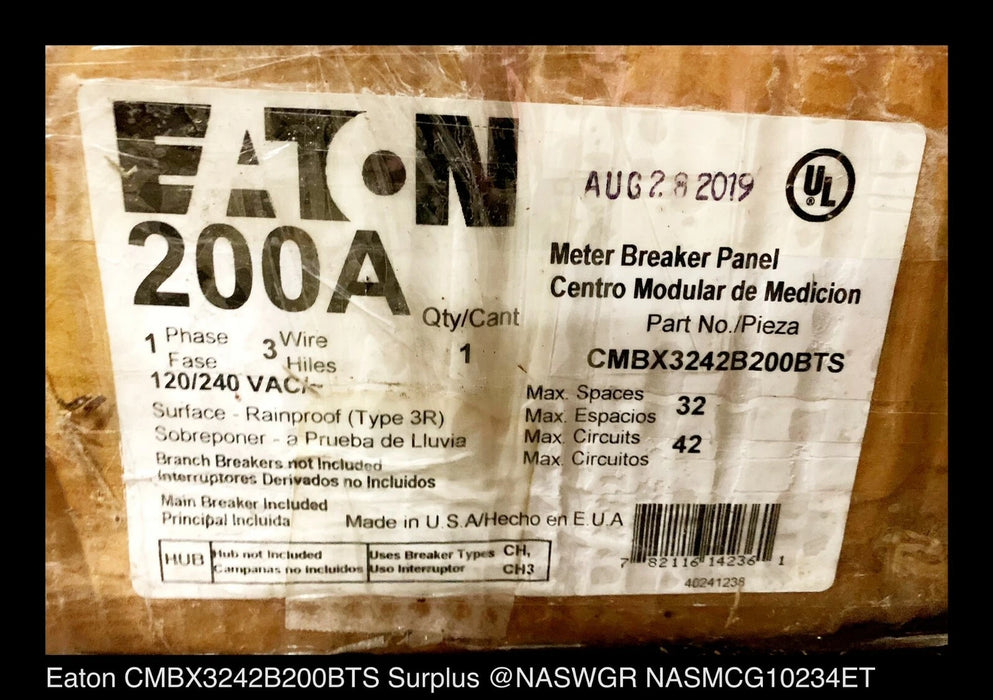 EATON
200A
1 Phase 3 Wire
Fase Hiles
120/240 VAC/~
Surface - Rainproof (Type 3R)
Sobreponer - a Prueba de Lluvia
Branch Breakers not Included
Interruptores Derivados no Incluidos
Main Breaker Included
Principal Incluida
Made in U.S.A/Hecho en E.U.A
HUB
Hub not Included
Campanas no Incluidos
Uses Breaker Types CH,
Uso Interruptor CH3
Qty/Cant
1
AUG 28 2019
UL
®
Meter Breaker Panel
Centro Modular de Medicion
Part No./Pieza
CMBX3242B200BTS
Max. Spaces
Max. Espacios 32
Max. Circuits
Max. Circuitos 42
7 82116 14236 1
40241238
Eaton CMBX3242B200BTS Surplus @NASWGR NASMCG10234ET